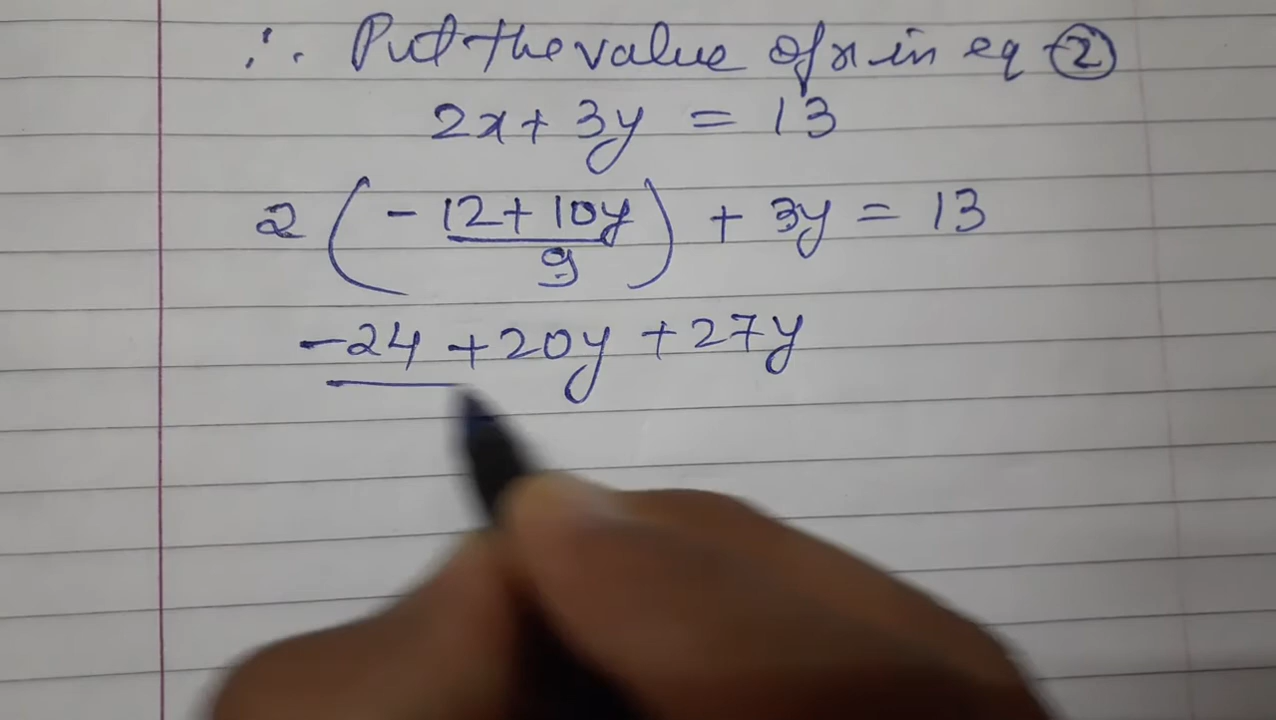 ∴ Put the value of x in eq - ②
2x + 3y = 13
2 ( - 12 + 10y / 9 ) + 3y = 13
-24 + 20y + 27y